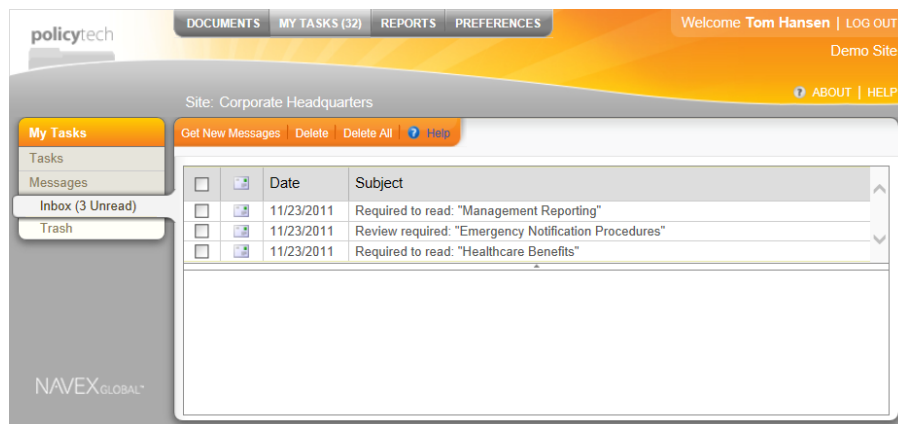 policytech
DOCUMENTS MY TASKS (32) REPORTS PREFERENCES
Welcome Tom Hansen | LOG OUT
Demo Site
? ABOUT | HELP
Site: Corporate Headquarters
My Tasks
Get New Messages | Delete | Delete All | ? Help
Tasks
Messages
Inbox (3 Unread)
Trash
Date Subject
11/23/2011 Required to read: "Management Reporting"
11/23/2011 Review required: "Emergency Notification Procedures"
11/23/2011 Required to read: "Healthcare Benefits"
NAVEX GLOBAL™